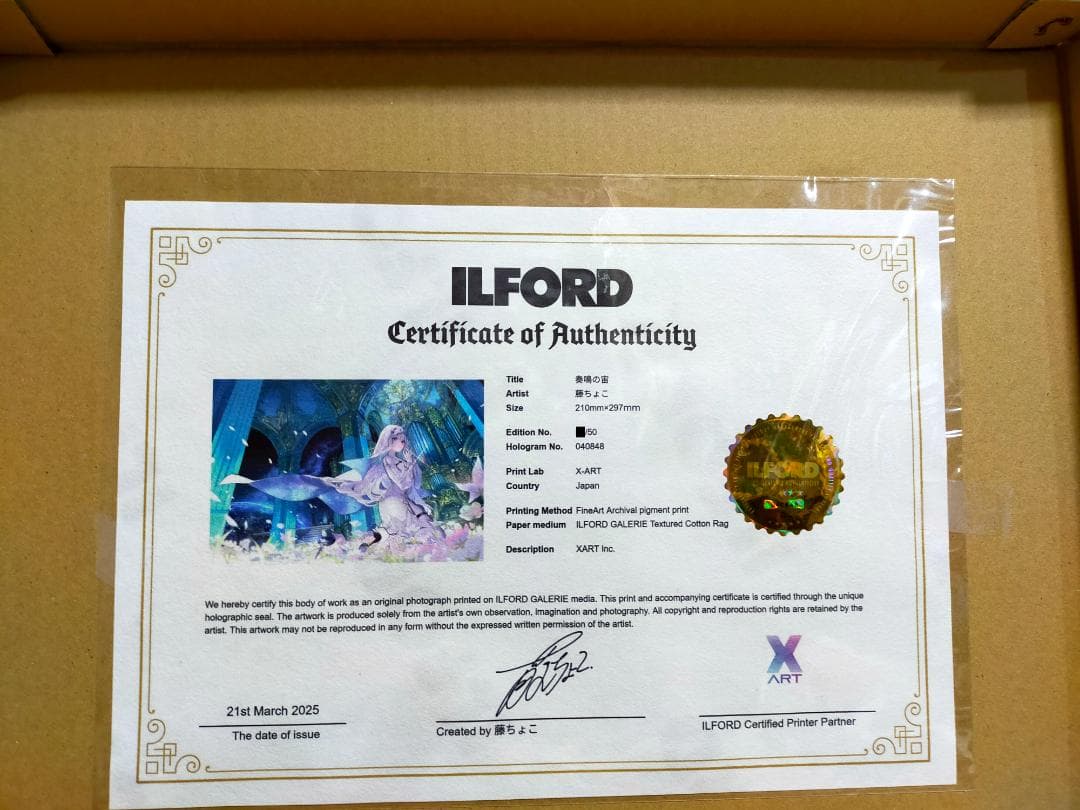 ILFORD
Certificate of Authenticity
Title 奏鳴の宙
Artist 藤ちょこ
Size 210mm×297mm
Edition No. /50
Hologram No. 040848
Print Lab X-ART
Country Japan
Printing Method FineArt Archival pigment print
Paper medium ILFORD GALERIE Textured Cotton Rag
Description XART Inc.
ILFORD
We hereby certify this body of work as an original photograph printed on ILFORD GALERIE media. This print and accompanying certificate is certified through the unique
holographic seal. The artwork is produced solely from the artist's own observation, imagination and photography. All copyright and reproduction rights are retained by the
artist. This artwork may not be reproduced in any form without the expressed written permission of the artist.
藤ちょこ.
X
ART
21st March 2025
The date of issue
Created by 藤ちょこ
ILFORD Certified Printer Partner